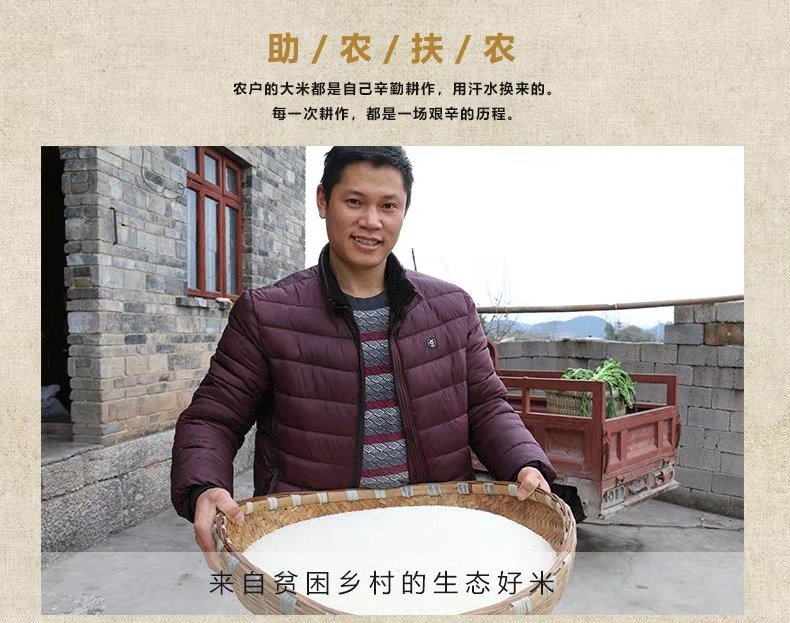 助/农/扶/农
农户的大米都是自己辛勤耕作，用汗水换来的。
每一次耕作，都是一场艰辛的历程。
来自贫困乡村的生态好米